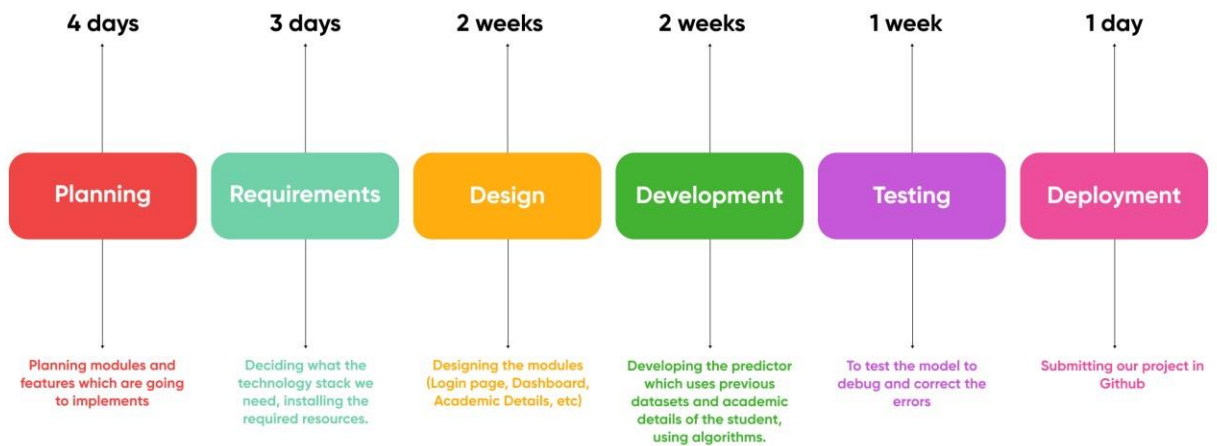 4 days
3 days
2 weeks
2 weeks
1 week
1 day
Planning
Requirements
Design
Development
Testing
Deployment
Planning modules and
features which are going
to implements
Deciding what the
technology stack we
need, installing the
required resources.
Designing the modules
(Login page, Dashboard,
Academic Details, etc)
Developing the predictor
which uses previous
datasets and academic
details of the student,
using algorithms.
To test the model to
debug and correct the
errors
Submitting our project in
Github